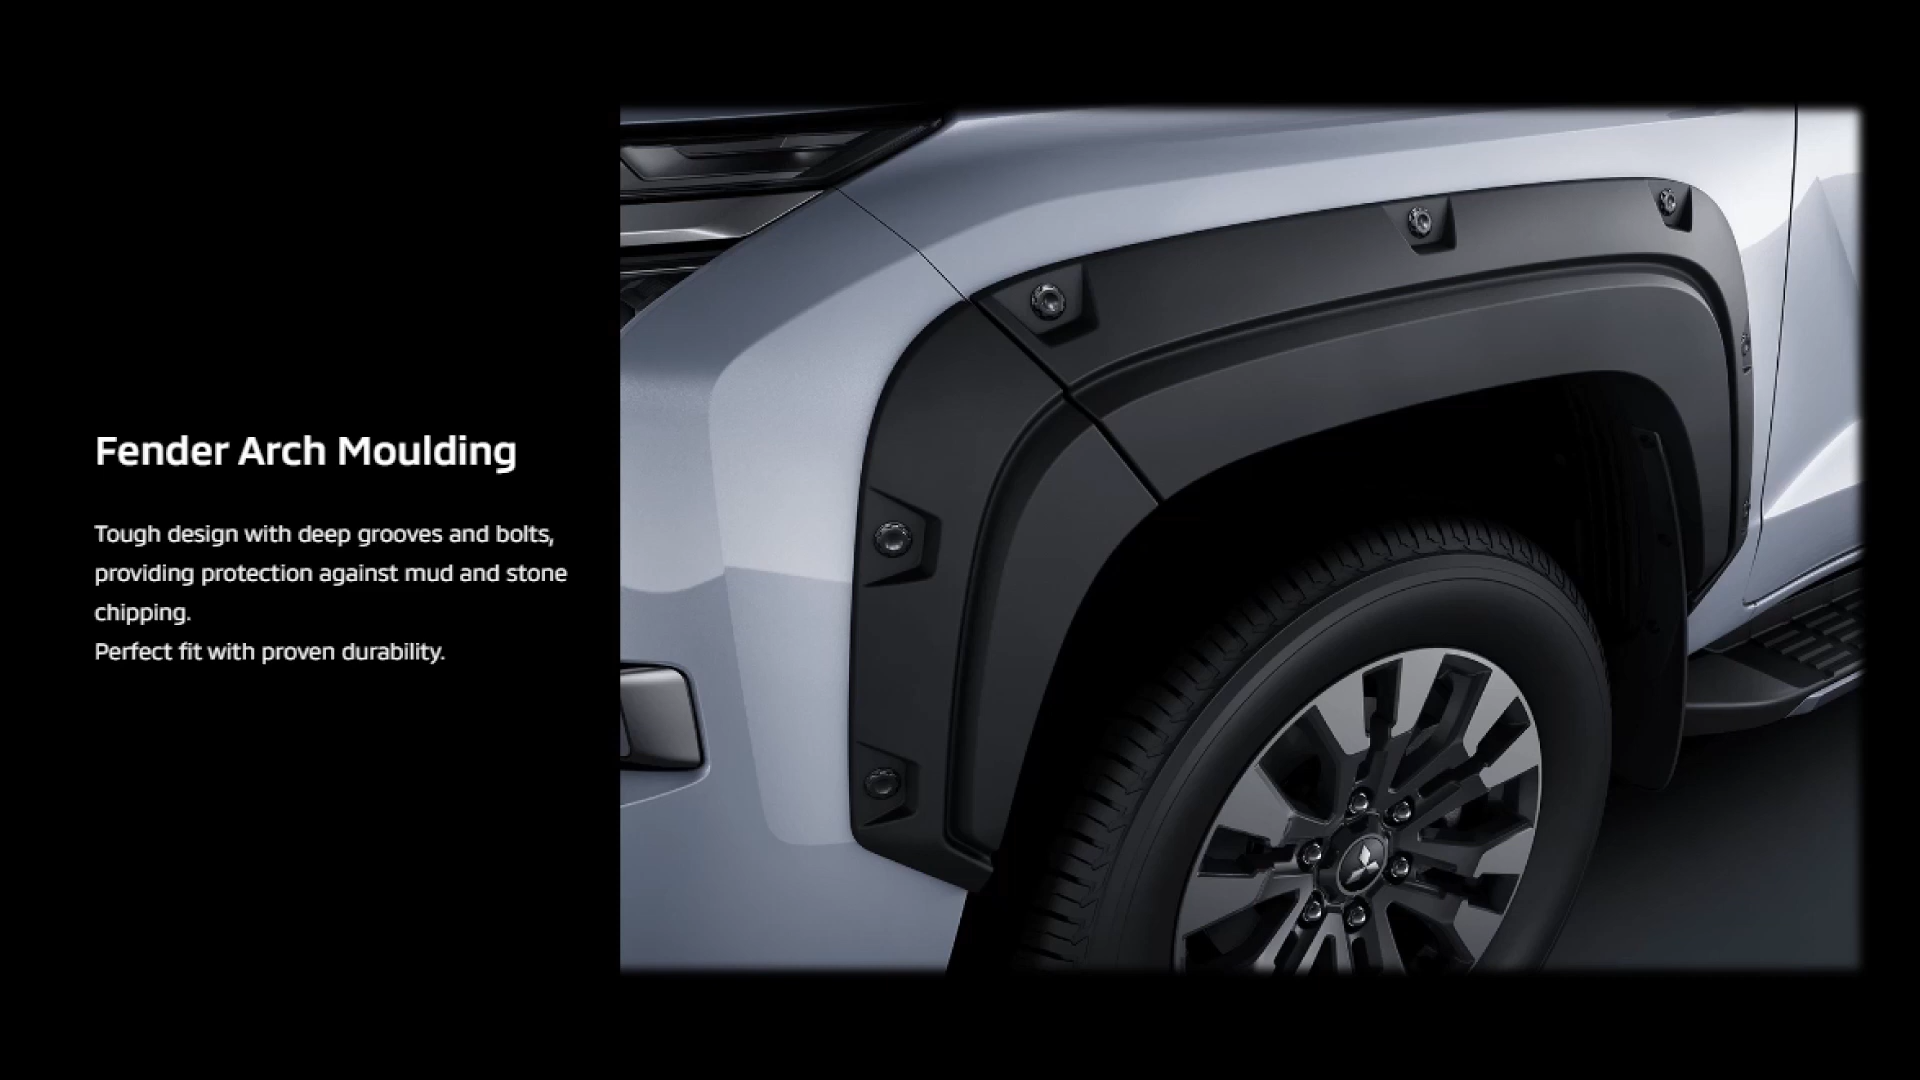 Fender Arch Moulding
Tough design with deep grooves and bolts,
providing protection against mud and stone
chipping.
Perfect fit with proven durability.